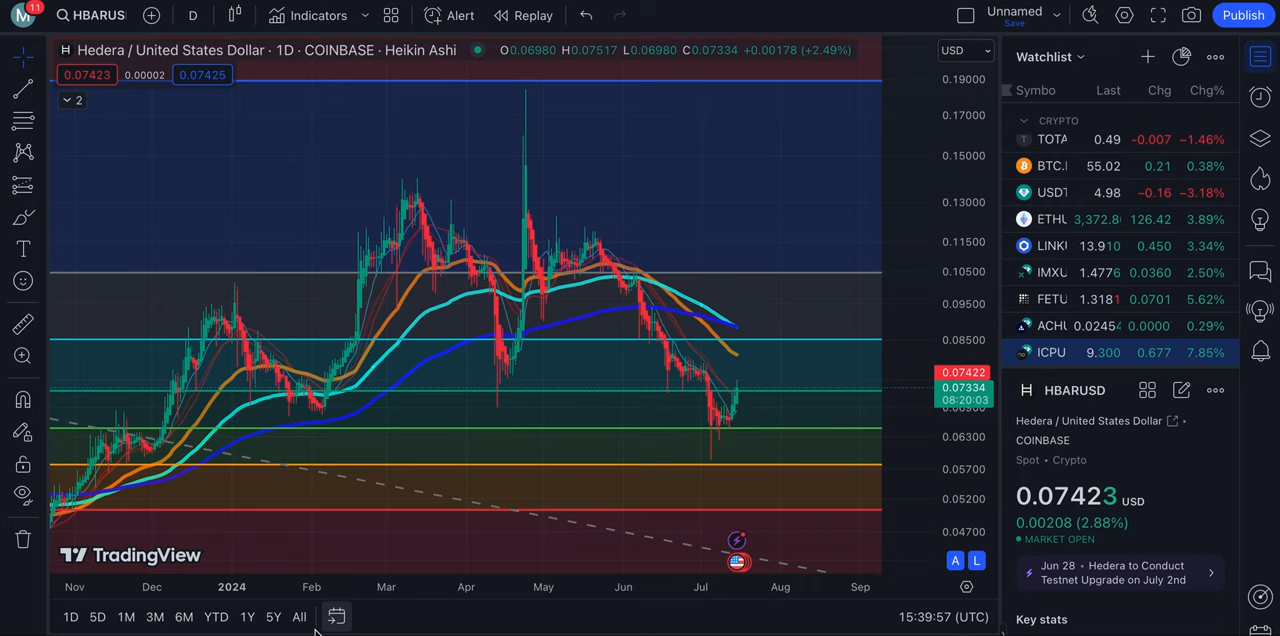 M 11 HBARUS D Indicators Alert Replay Unnamed Save Publish
H Hedera / United States Dollar · 1D · COINBASE · Heikin Ashi O0.06980 H0.07517 L0.06980 C0.07334 +0.00178 (+2.49%)
0.07423 0.00002 0.07425
2
USD
0.19000
0.17000
0.15000
0.13000
0.11500
0.10500
0.09500
0.08500
0.07422
0.07334
08:20:03
0.06300
0.05700
0.05200
0.04700
A L
TradingView
Nov Dec 2024 Feb Mar Apr May Jun Jul Aug Sep
1D 5D 1M 3M 6M YTD 1Y 5Y All
15:39:57 (UTC)
Watchlist
Symbo Last Chg Chg%
CRYPTO
TOTA 0.49 −0.007 −1.46%
BTC.I 55.02 0.21 0.38%
USDT 4.98 −0.16 −3.18%
ETHU 3,372.8 126.42 3.89%
LINKU 13.910 0.450 3.34%
IMXU 1.4776 0.0360 2.50%
FETU 1.3181 0.0701 5.62%
ACHU 0.02454 0.0000 0.29%
ICPU 9.300 0.677 7.85%
H HBARUSD
Hedera / United States Dollar
COINBASE
Spot • Crypto
0.07423 USD
0.00208 (2.88%)
MARKET OPEN
Jun 28 • Hedera to Conduct
Testnet Upgrade on July 2nd
Key stats